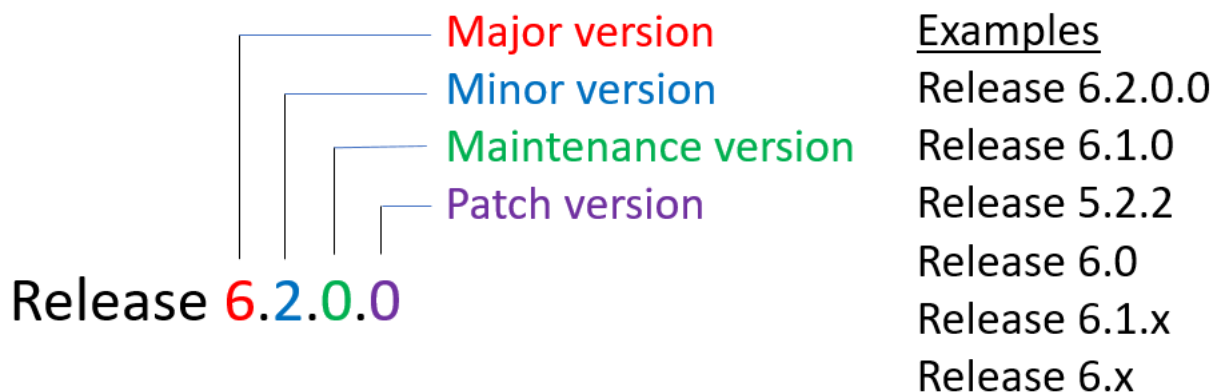 Major version
Minor version
Maintenance version
Patch version
Release 6.2.0.0
Examples
Release 6.2.0.0
Release 6.1.0
Release 5.2.2
Release 6.0
Release 6.1.x
Release 6.x